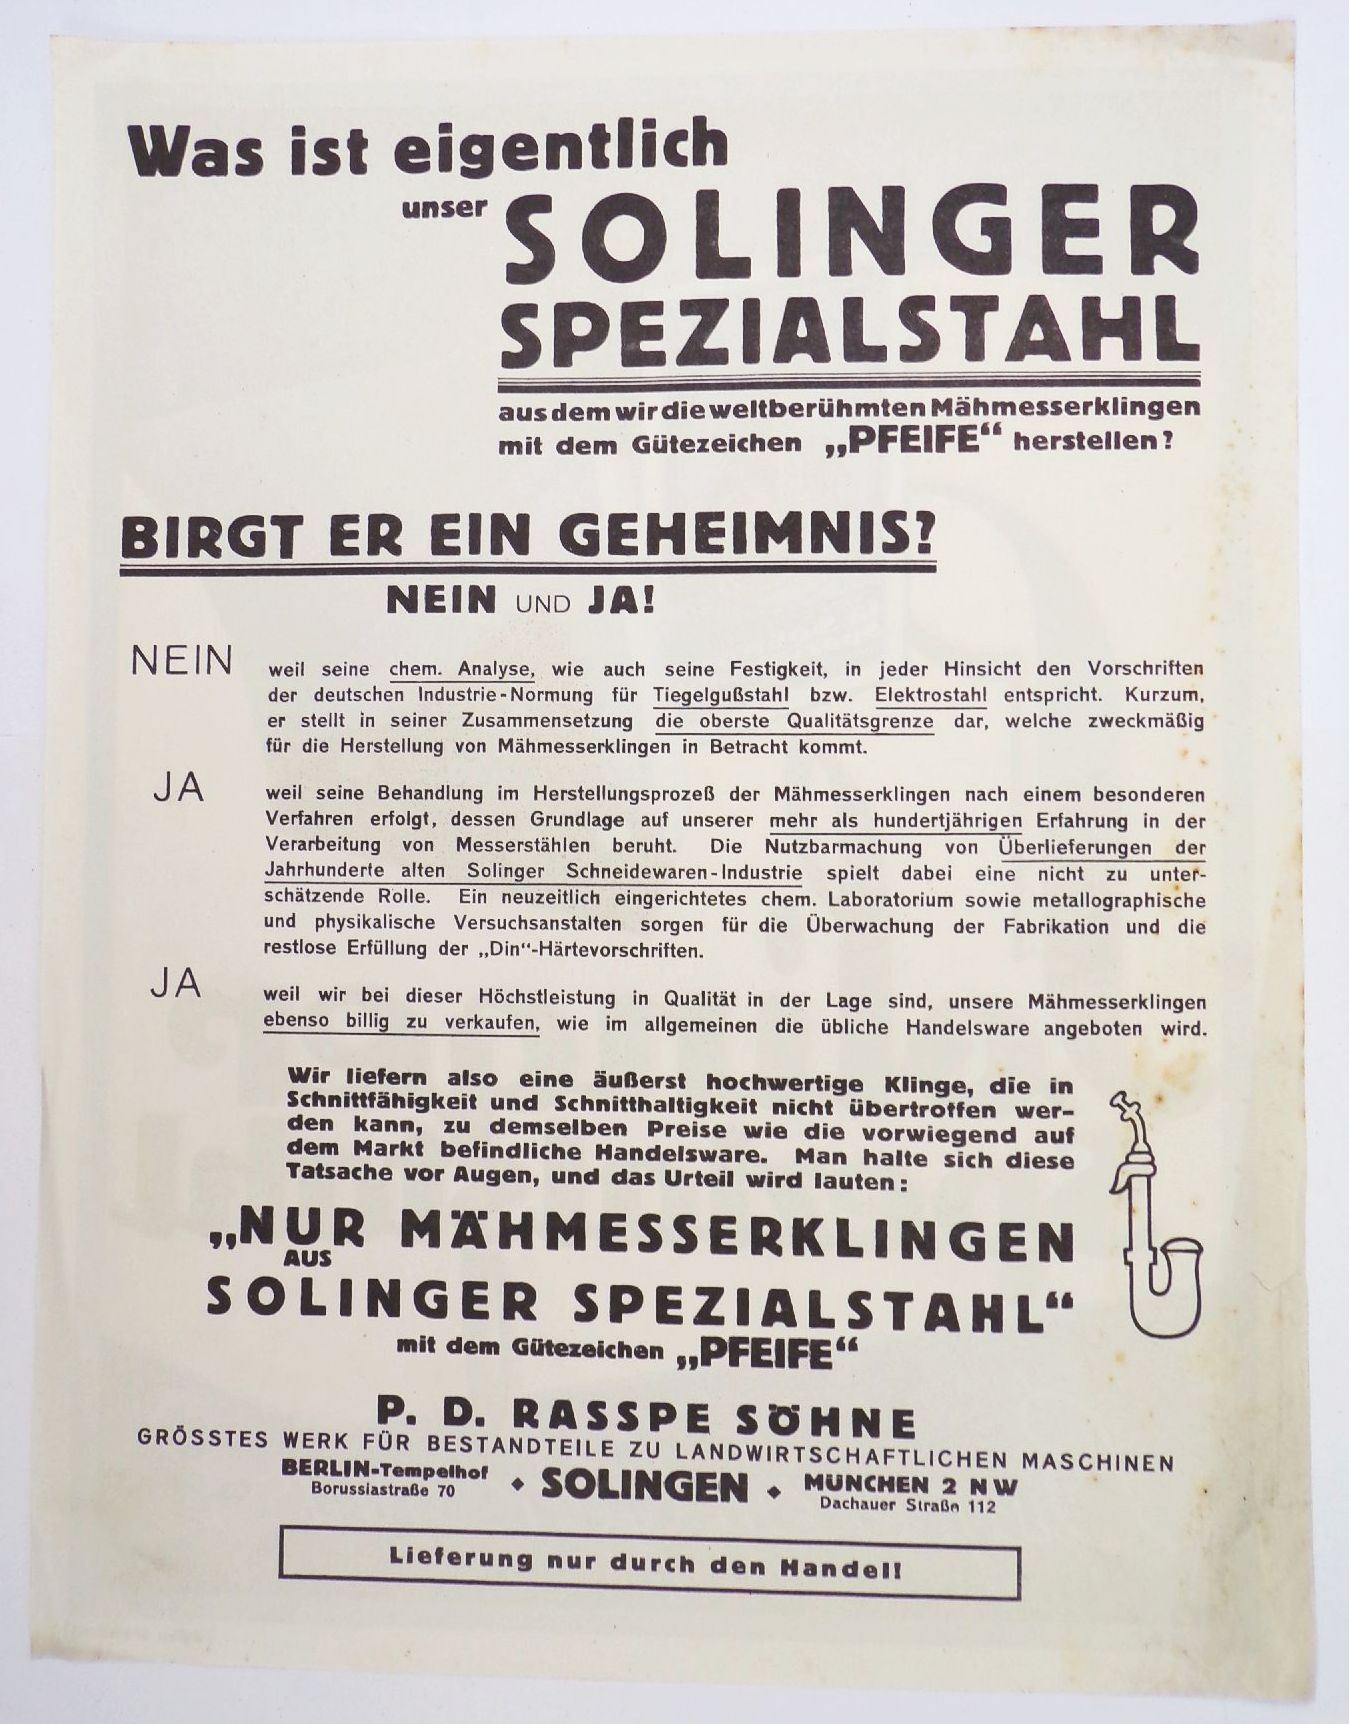 Was ist eigentlich
unser SOLINGER
SPEZIALSTAHL
aus dem wir die weltberühmten Mähmesserklingen
mit dem Gütezeichen „PFEIFE“ herstellen?
BIRGT ER EIN GEHEIMNIS?
NEIN UND JA!
NEIN weil seine chem. Analyse, wie auch seine Festigkeit, in jeder Hinsicht den Vorschriften
der deutschen Industrie-Normung für Tiegelgußstahl bzw. Elektrostahl entspricht. Kurzum,
er stellt in seiner Zusammensetzung die oberste Qualitätsgrenze dar, welche zweckmäßig
für die Herstellung von Mähmesserklingen in Betracht kommt.
JA weil seine Behandlung im Herstellungsprozeß der Mähmesserklingen nach einem besonderen
Verfahren erfolgt, dessen Grundlage auf unserer mehr als hundertjährigen Erfahrung in der
Verarbeitung von Messerstählen beruht. Die Nutzbarmachung von Überlieferungen der
Jahrhunderte alten Solinger Schneidewaren-Industrie spielt dabei eine nicht zu unter-
schätzende Rolle. Ein neuzeitlich eingerichtetes chem. Laboratorium sowie metallographische
und physikalische Versuchsanstalten sorgen für die Überwachung der Fabrikation und die
restlose Erfüllung der „Din“-Härtevorschriften.
JA weil wir bei dieser Höchstleistung in Qualität in der Lage sind, unsere Mähmesserklingen
ebenso billig zu verkaufen, wie im allgemeinen die übliche Handelsware angeboten wird.
Wir liefern also eine äußerst hochwertige Klinge, die in
Schnittfähigkeit und Schnitthaltigkeit nicht übertroffen wer-
den kann, zu demselben Preise wie die vorwiegend auf
dem Markt befindliche Handelsware. Man halte sich diese
Tatsache vor Augen, und das Urteil wird lauten:
„NUR MÄHMESSERKLINGEN
AUS
SOLINGER SPEZIALSTAHL“
mit dem Gütezeichen „PFEIFE“
P. D. RASSPE SÖHNE
GRÖSSTES WERK FÜR BESTANDTEILE ZU LANDWIRTSCHAFTLICHEN MASCHINEN
BERLIN-Tempelhof ⬥ SOLINGEN ⬥ MÜNCHEN 2 NW
Borussiastraße 70 Dachauer Straße 112
Lieferung nur durch den Handel!